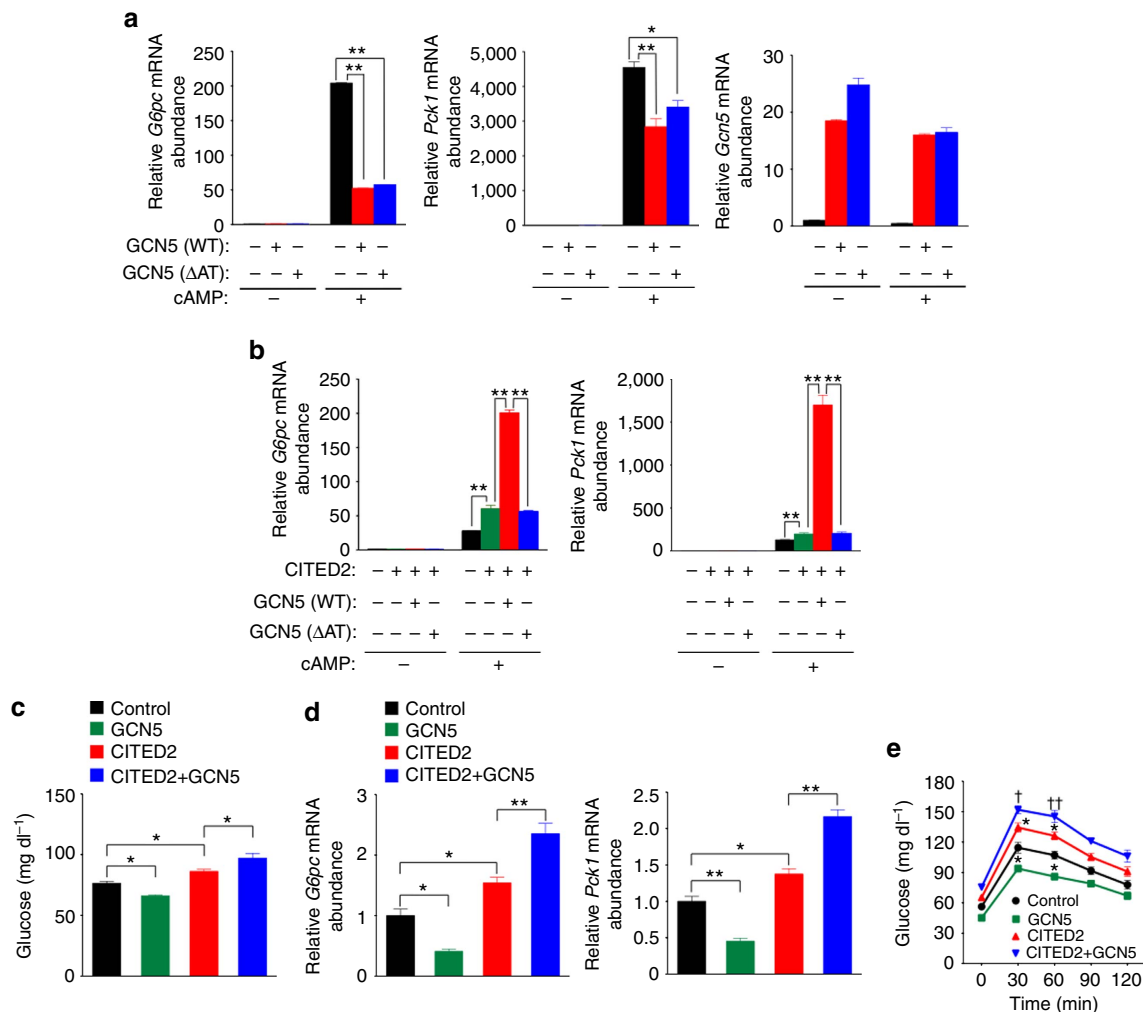 a
Relative G6pc mRNA abundance
250
200
150
100
50
0
** 
**
Relative Pck1 mRNA abundance
5,000
4,000
3,000
2,000
1,000
0
*
**
Relative Gcn5 mRNA abundance
30
20
10
0
GCN5 (WT): – + – – + – – + – – + – – + – – + –
GCN5 (ΔAT): – – + – – + – – + – – + – – + – – +
cAMP: – + – + – +
b
Relative G6pc mRNA abundance
250
200
150
100
50
0
** ** **
Relative Pck1 mRNA abundance
2,000
1,500
1,000
500
0
** ** **
CITED2: – + + + – + + + – + + + – + + +
GCN5 (WT): – – + – – – + – – – + – – – + –
GCN5 (ΔAT): – – – + – – – + – – – + – – – +
cAMP: – + – +
c
Control
GCN5
CITED2
CITED2+GCN5
Glucose (mg dl⁻¹)
150
100
50
0
* * *
d
Control
GCN5
CITED2
CITED2+GCN5
Relative G6pc mRNA abundance
3
2
1
0
* * **
Relative Pck1 mRNA abundance
2.5
2.0
1.5
1.0
0.5
0
** * **
e
Glucose (mg dl⁻¹)
180
150
120
90
60
30
0
† ††
* *
* *
Control
GCN5
CITED2
CITED2+GCN5
0 30 60 90 120
Time (min)